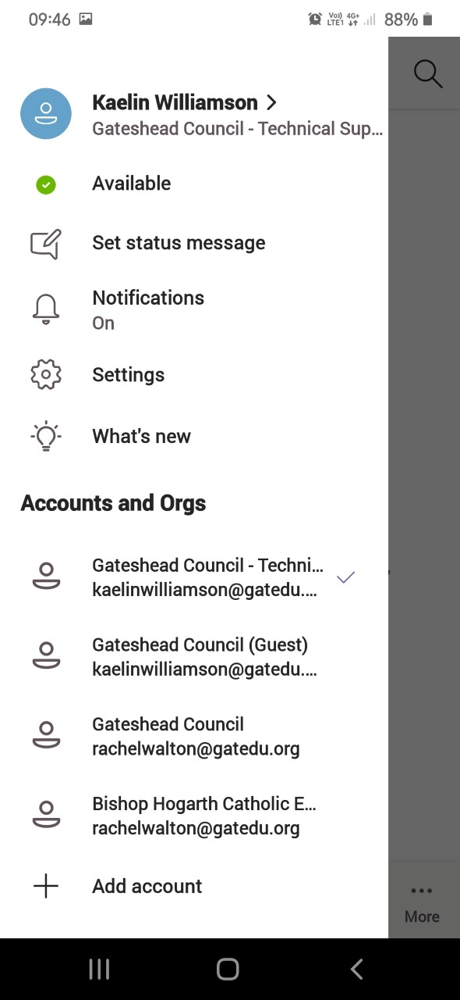 09:46
Vo)) LTE1 4G+ 88%
Kaelin Williamson
Gateshead Council - Technical Sup...
Available
Set status message
Notifications
On
Settings
What's new
Accounts and Orgs
Gateshead Council - Techni...
kaelinwilliamson@gatedu....
Gateshead Council (Guest)
kaelinwilliamson@gatedu....
Gateshead Council
rachelwalton@gatedu.org
Bishop Hogarth Catholic E...
rachelwalton@gatedu.org
Add account
More